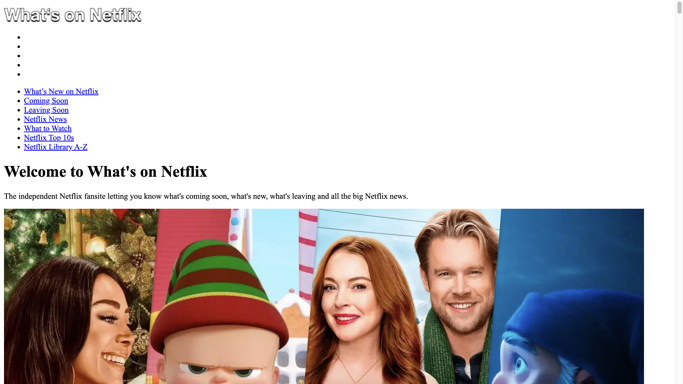 What's on Netflix
What's New on Netflix
Coming Soon
Leaving Soon
Netflix News
What to Watch
Netflix Top 10s
Netflix Library A-Z
Welcome to What's on Netflix
The independent Netflix fansite letting you know what's coming soon, what's new, what's leaving and all the big Netflix news.